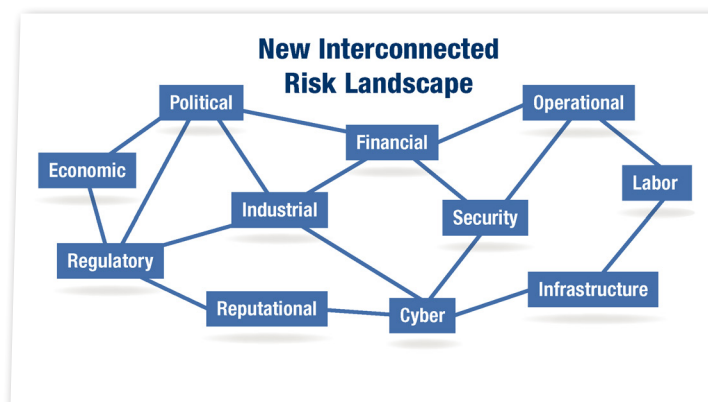 New Interconnected
Risk Landscape
Political
Operational
Financial
Economic
Labor
Industrial
Security
Regulatory
Infrastructure
Reputational
Cyber